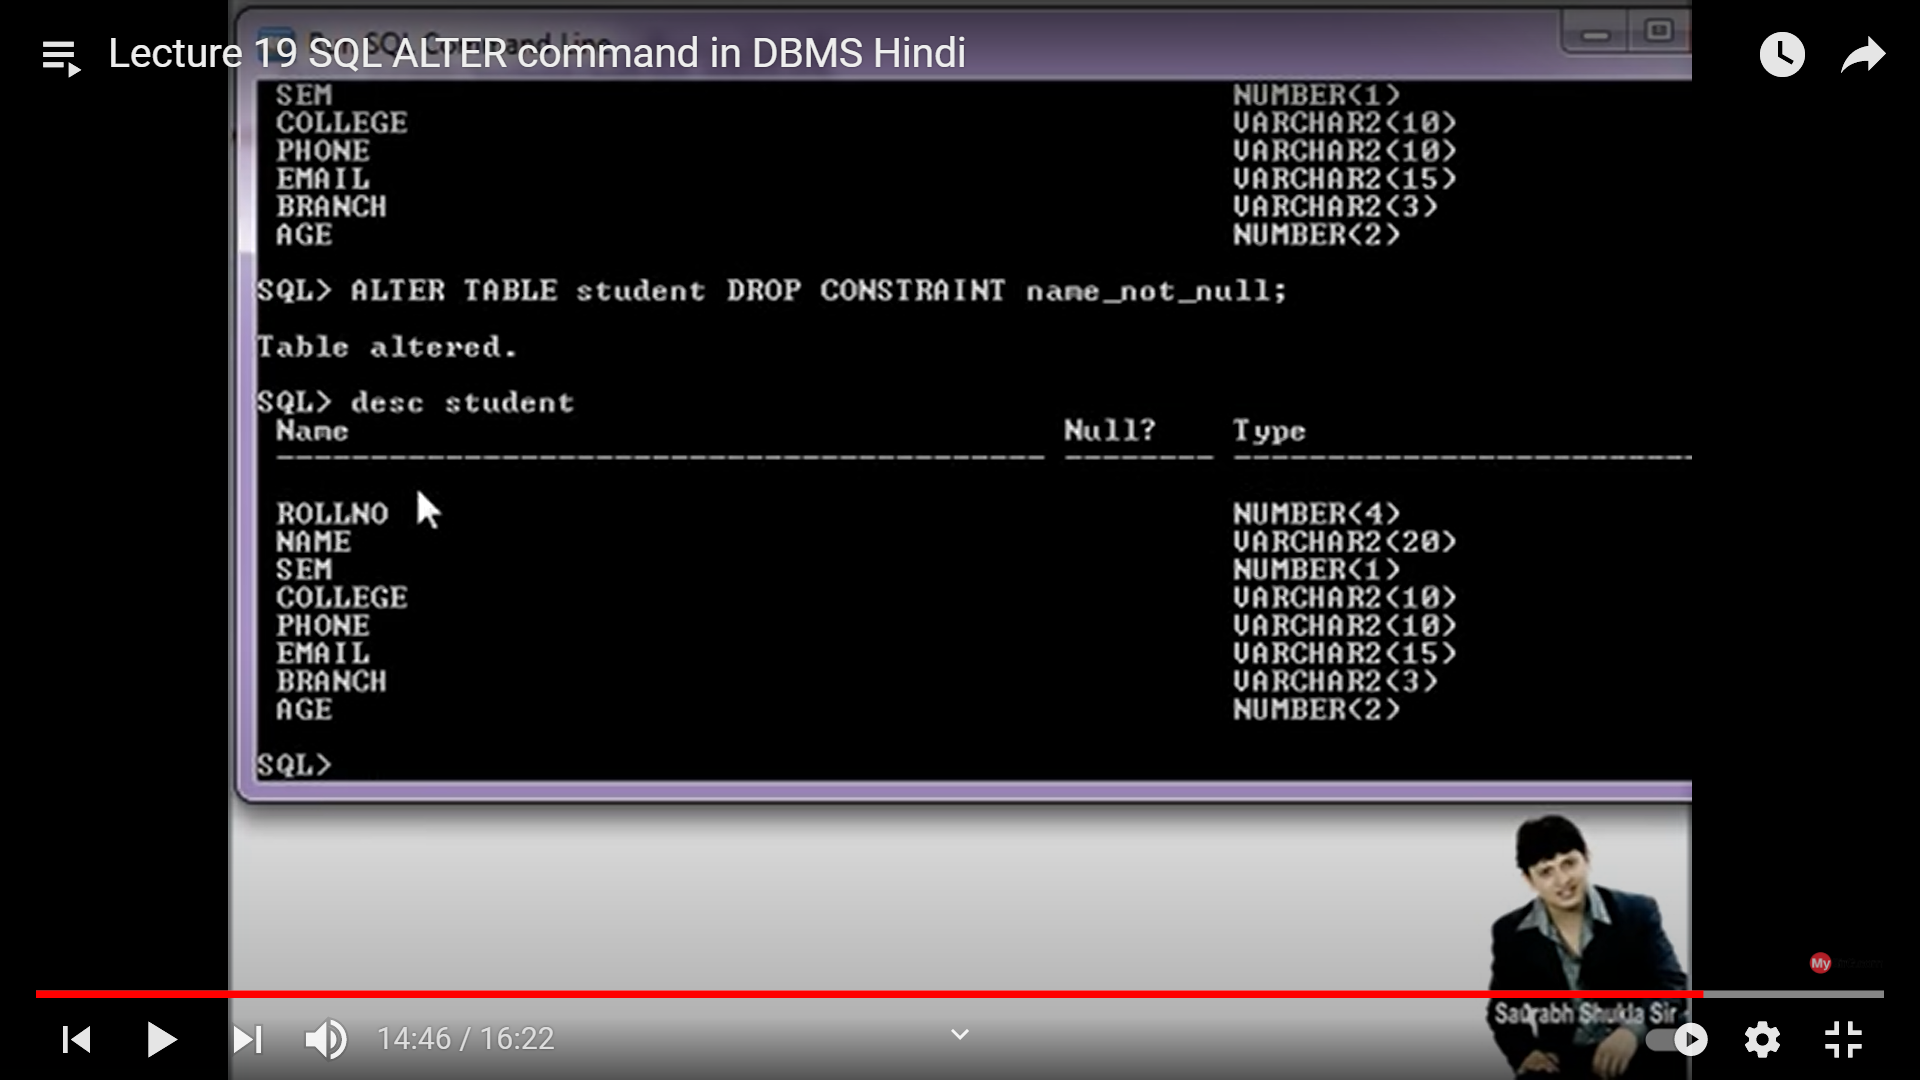 Lecture 19 SQL ALTER command in DBMS Hindi
SEM NUMBER(1)
COLLEGE VARCHAR2(10)
PHONE VARCHAR2(10)
EMAIL VARCHAR2(15)
BRANCH VARCHAR2(3)
AGE NUMBER(2)
SQL> ALTER TABLE student DROP CONSTRAINT name_not_null;
Table altered.
SQL> desc student
Name Null? Type
ROLLNO NUMBER(4)
NAME VARCHAR2(20)
SEM NUMBER(1)
COLLEGE VARCHAR2(10)
PHONE VARCHAR2(10)
EMAIL VARCHAR2(15)
BRANCH VARCHAR2(3)
AGE NUMBER(2)
SQL>
My
Saurabh Shukla Sir
14:46 / 16:22